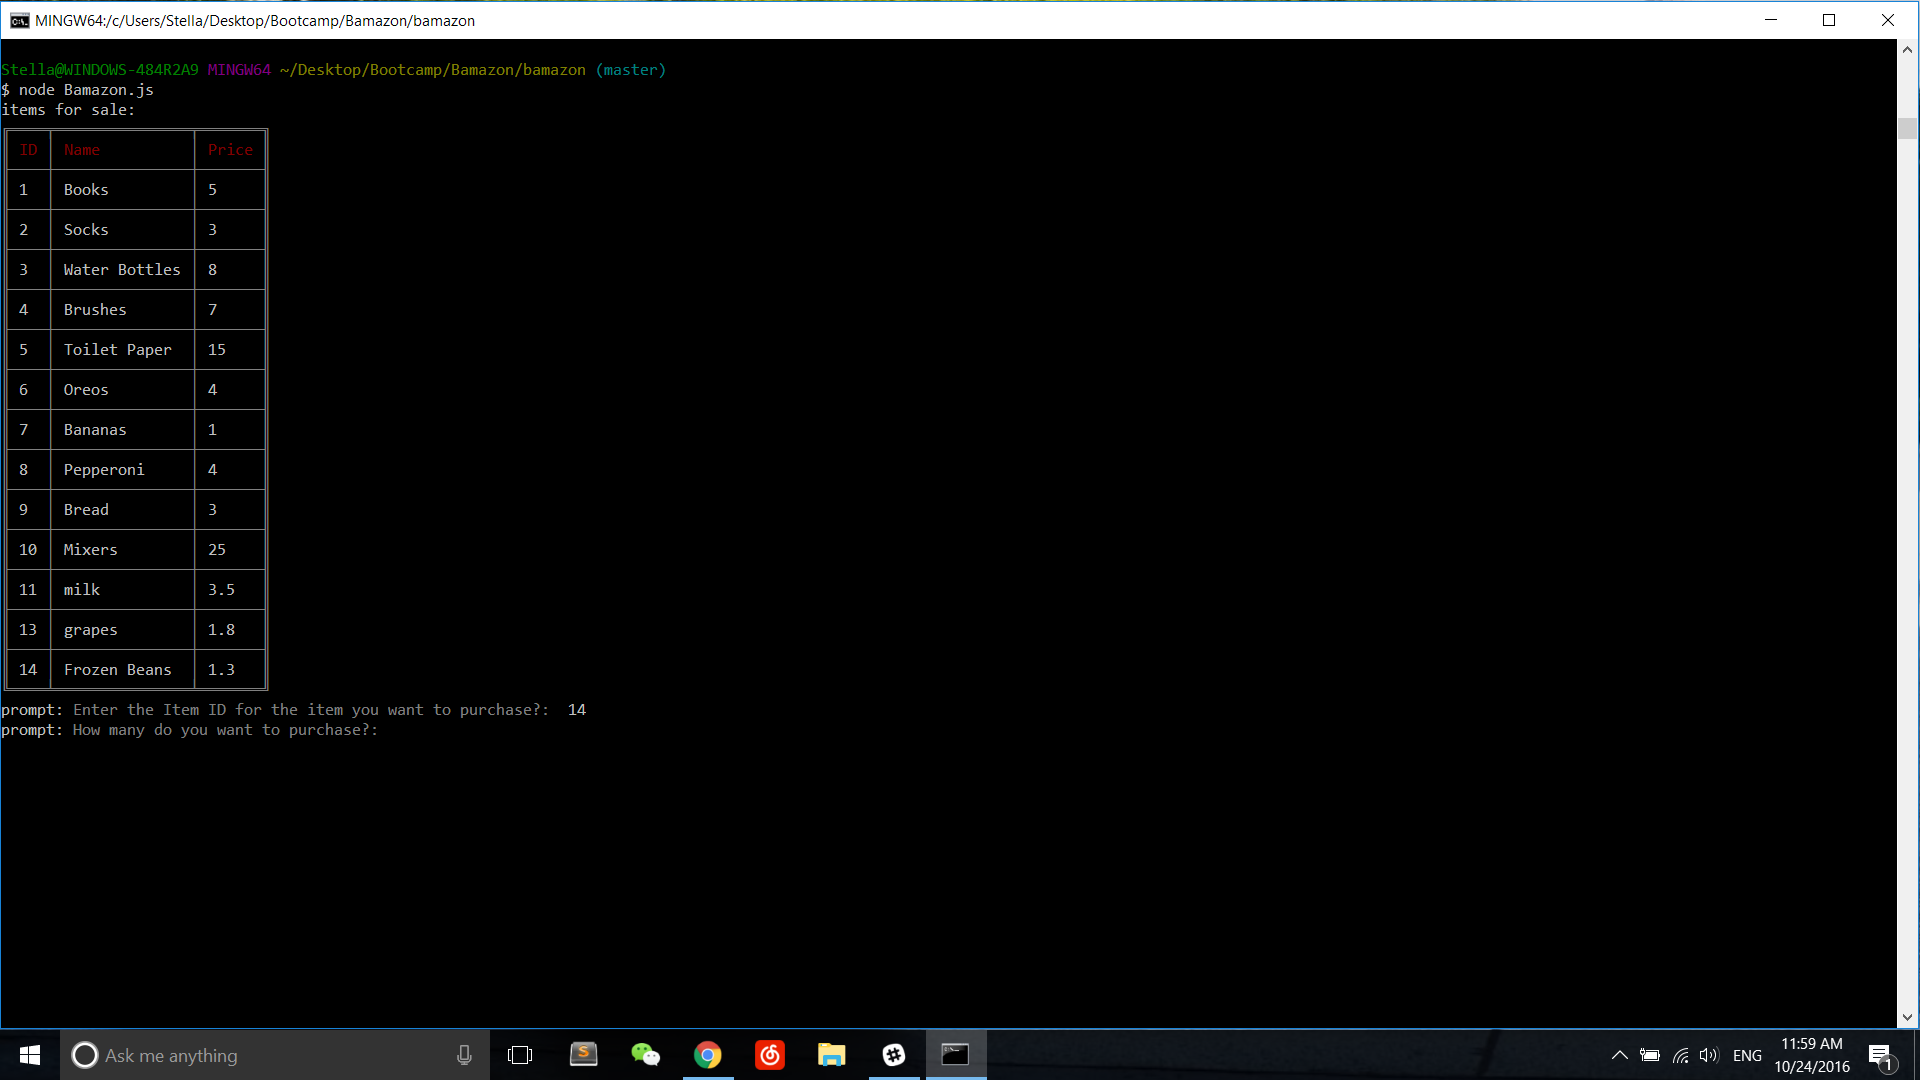 MINGW64:/c/Users/Stella/Desktop/Bootcamp/Bamazon/bamazon
Stella@WINDOWS-484R2A9 MINGW64 ~/Desktop/Bootcamp/Bamazon/bamazon (master)
$ node Bamazon.js
items for sale:
ID Name Price
1 Books 5
2 Socks 3
3 Water Bottles 8
4 Brushes 7
5 Toilet Paper 15
6 Oreos 4
7 Bananas 1
8 Pepperoni 4
9 Bread 3
10 Mixers 25
11 milk 3.5
13 grapes 1.8
14 Frozen Beans 1.3
prompt: Enter the Item ID for the item you want to purchase?:  14
prompt: How many do you want to purchase?:
Ask me anything
ENG
11:59 AM
10/24/2016
1